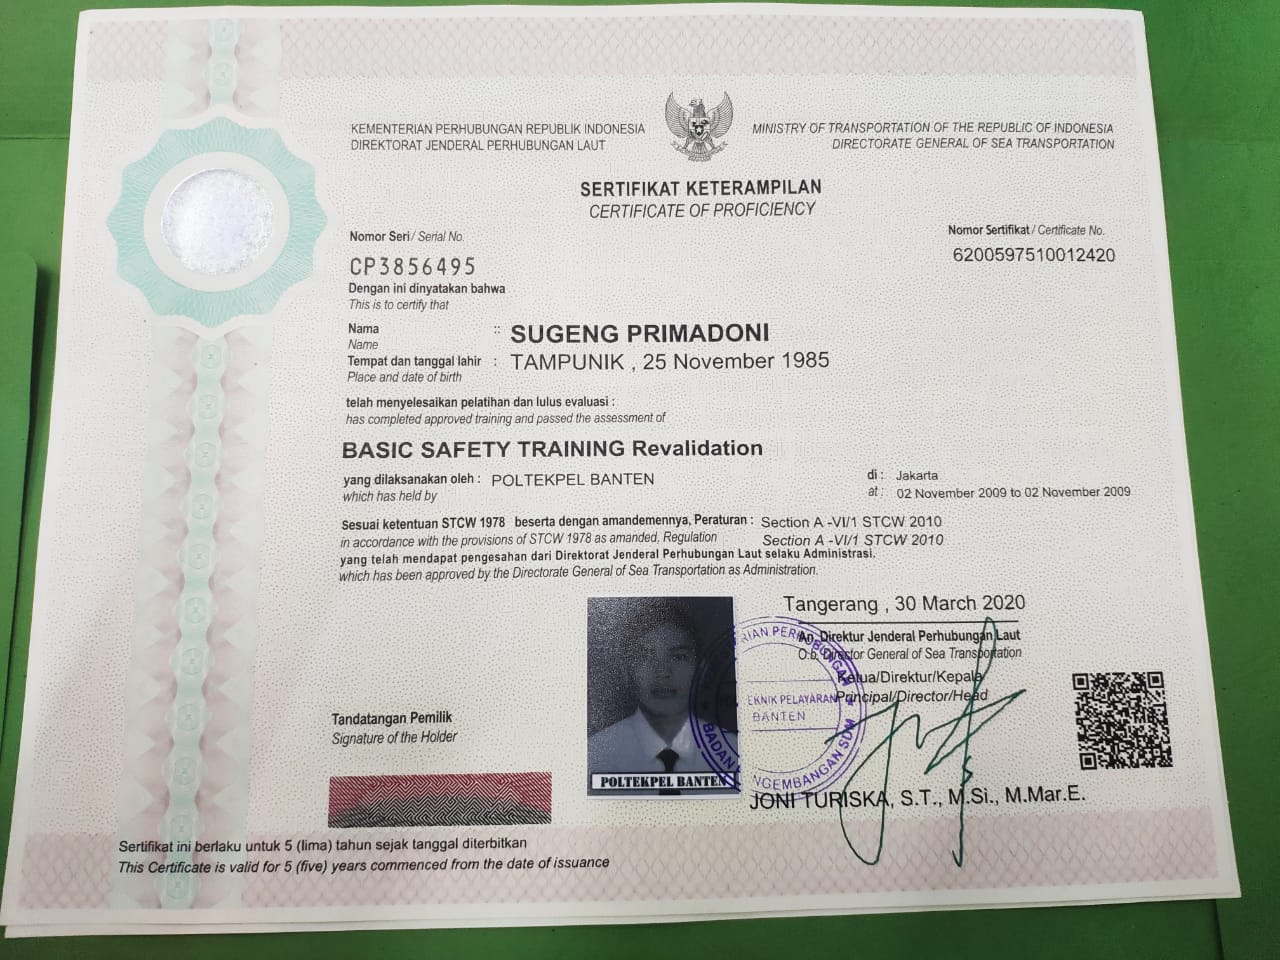 KEMENTERIAN PERHUBUNGAN REPUBLIK INDONESIA
DIREKTORAT JENDERAL PERHUBUNGAN LAUT
MINISTRY OF TRANSPORTATION OF THE REPUBLIC OF INDONESIA
DIRECTORATE GENERAL OF SEA TRANSPORTATION
SERTIFIKAT KETERAMPILAN
CERTIFICATE OF PROFICIENCY
Nomor Seri / Serial No.
CP3856495
Nomor Sertifikat / Certificate No.
6200597510012420
Dengan ini dinyatakan bahwa
This is to certify that
Nama :: SUGENG PRIMADONI
Name
Tempat dan tanggal lahir : TAMPUNIK , 25 November 1985
Place and date of birth
telah menyelesaikan pelatihan dan lulus evaluasi :
has completed approved training and passed the assessment of
BASIC SAFETY TRAINING Revalidation
yang dilaksanakan oleh : POLTEKPEL BANTEN
which has held by
di : Jakarta
at : 02 November 2009 to 02 November 2009
Sesuai ketentuan STCW 1978 beserta dengan amandemennya, Peraturan : Section A -VI/1 STCW 2010
in accordance with the provisions of STCW 1978 as amanded, Regulation Section A -VI/1 STCW 2010
yang telah mendapat pengesahan dari Direktorat Jenderal Perhubungan Laut selaku Administrasi.
which has been approved by the Directorate General of Sea Transportation as Administration.
Tangerang , 30 March 2020
An. Direktur Jenderal Perhubungan Laut
O.b. Director General of Sea Transportation
Ketua/Direktur/Kepala
Principal/Director/Head
PELAYARAN
BANTEN
BADAN
POLTEKPEL BANTEN
JONI TURISKA, S.T., M.Si., M.Mar.E.
Tandatangan Pemilik
Signature of the Holder
Sertifikat ini berlaku untuk 5 (lima) tahun sejak tanggal diterbitkan
This Certificate is valid for 5 (five) years commenced from the date of issuance